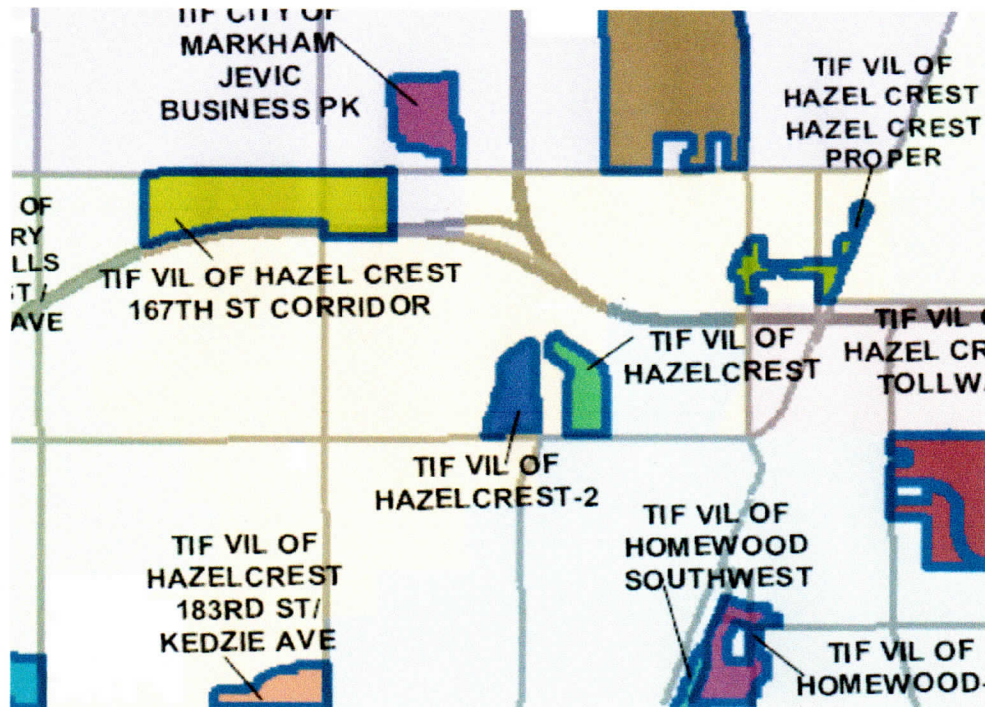 TIF CITY OF
MARKHAM
JEVIC
BUSINESS PK
TIF VIL OF
HAZEL CREST
HAZEL CREST
PROPER
OF
TIF VIL OF HAZEL CREST
167TH ST CORRIDOR
AVE
TIF VIL OF
HAZELCREST
TIF VIL
HAZEL
TIF VIL OF
HAZELCREST-2
TIF VIL OF
HOMEWOOD
SOUTHWEST
TIF VIL OF
HAZELCREST
183RD ST/
KEDZIE AVE
TIF VIL OF
HOMEWOOD-